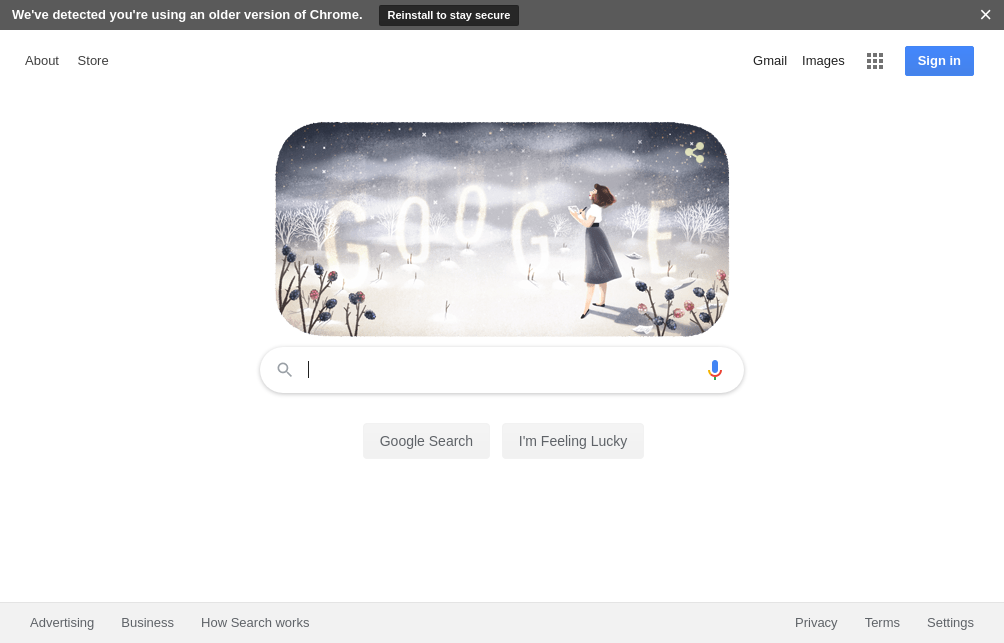 We've detected you're using an older version of Chrome. Reinstall to stay secure
About Store Gmail Images Sign in
GOOGLE
Google Search I'm Feeling Lucky
Advertising Business How Search works Privacy Terms Settings